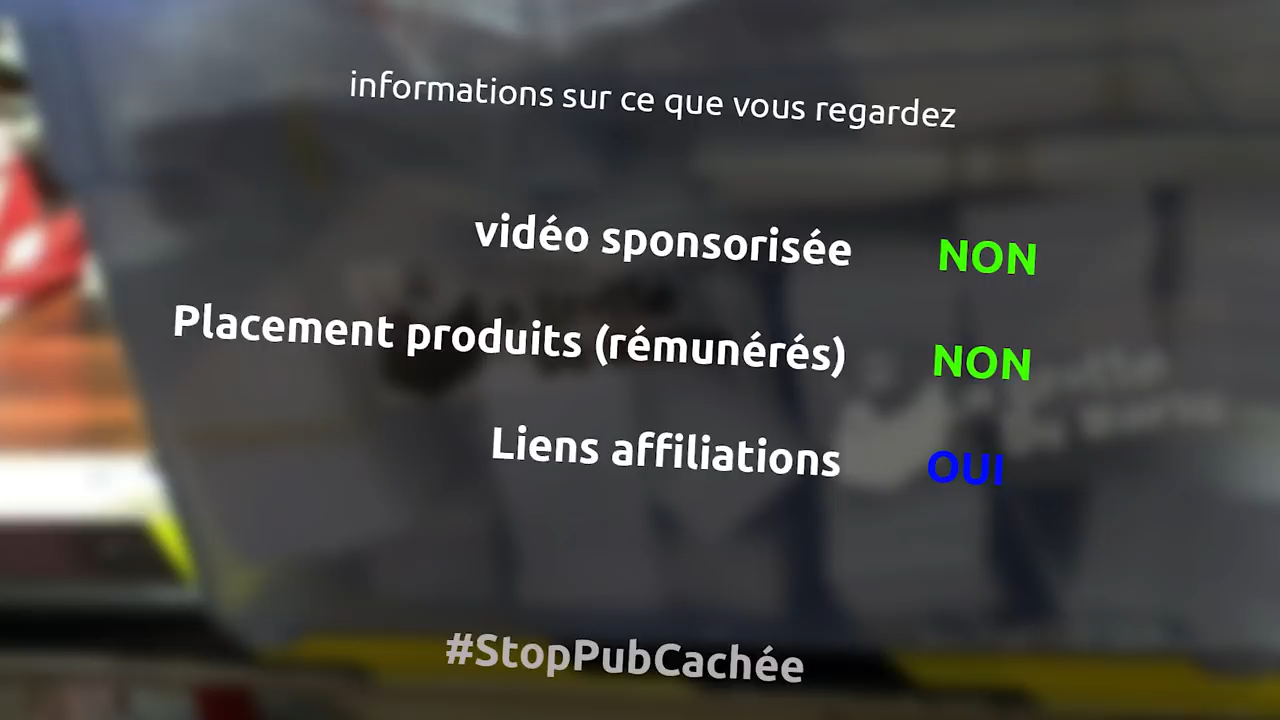 informations sur ce que vous regardez
vidéo sponsorisée NON
Placement produits (rémunérés) NON
Liens affiliations OUI
#StopPubCachée